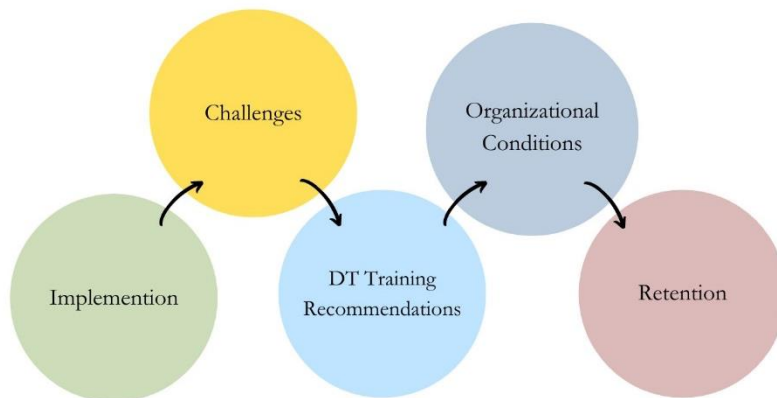 Implemention
Challenges
DT Training
Recommendations
Organizational
Conditions
Retention